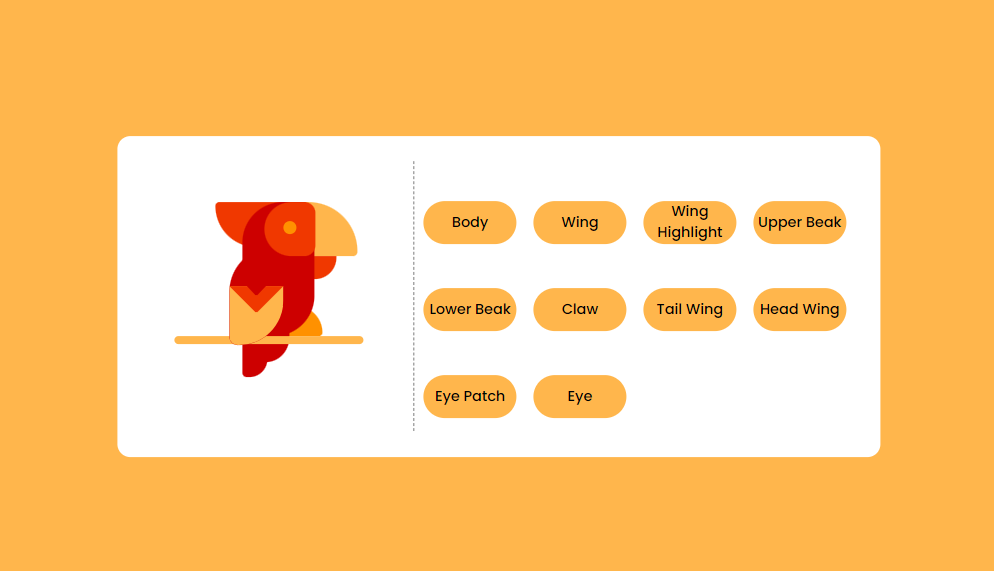 Body
Wing
Wing
Highlight
Upper Beak
Lower Beak
Claw
Tail Wing
Head Wing
Eye Patch
Eye